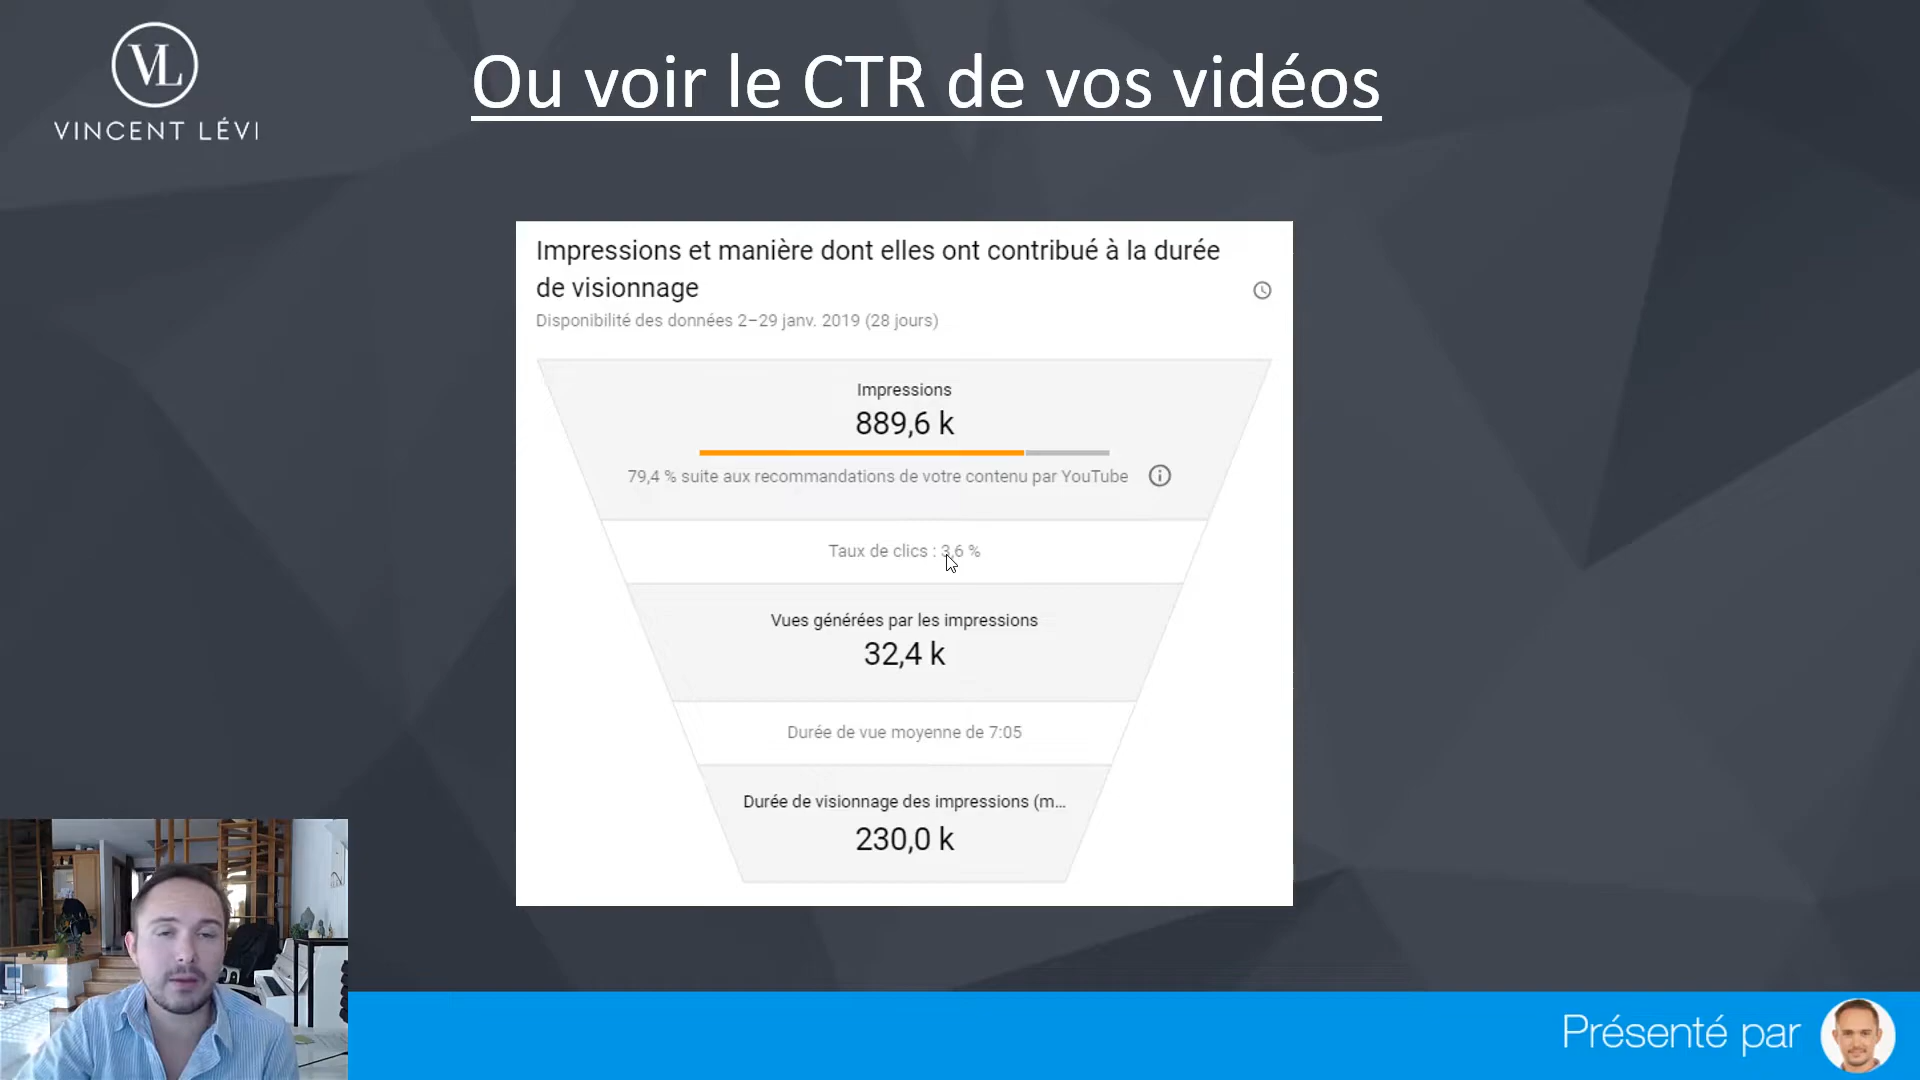 VL
VINCENT LÉVI
Ou voir le CTR de vos vidéos
Impressions et manière dont elles ont contribué à la durée
de visionnage
Disponibilité des données 2–29 janv. 2019 (28 jours)
Impressions
889,6 k
79,4 % suite aux recommandations de votre contenu par YouTube
Taux de clics : 3,6 %
Vues générées par les impressions
32,4 k
Durée de vue moyenne de 7:05
Durée de visionnage des impressions (m...
230,0 k
Présenté par